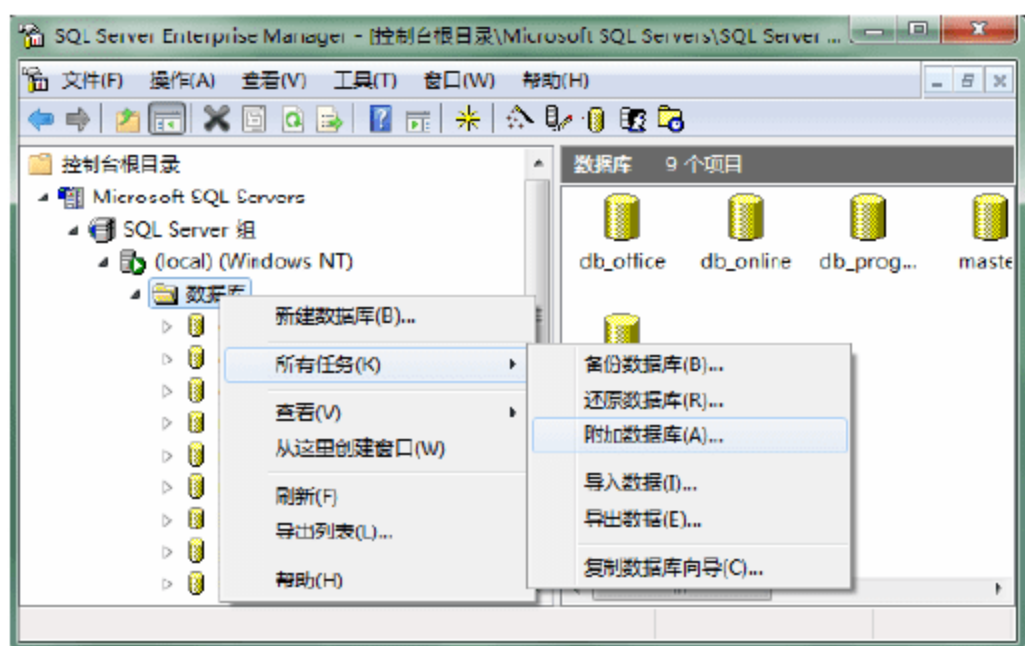 SQL Server Enterprise Manager - [控制台根目录\Microsoft SQL Servers\SQL Server ...
文件(F) 操作(A) 查看(V) 工具(T) 窗口(W) 帮助(H)
控制台根目录
Microsoft SQL Servers
SQL Server 组
(local) (Windows NT)
数据库
数据库 9 个项目
db_office db_online db_prog... maste
新建数据库(B)...
所有任务(K)
查看(V)
从这里创建窗口(W)
刷新(F)
导出列表(L)...
帮助(H)
备份数据库(B)...
还原数据库(R)...
附加数据库(A)...
导入数据(I)...
导出数据(E)...
复制数据库向导(C)...